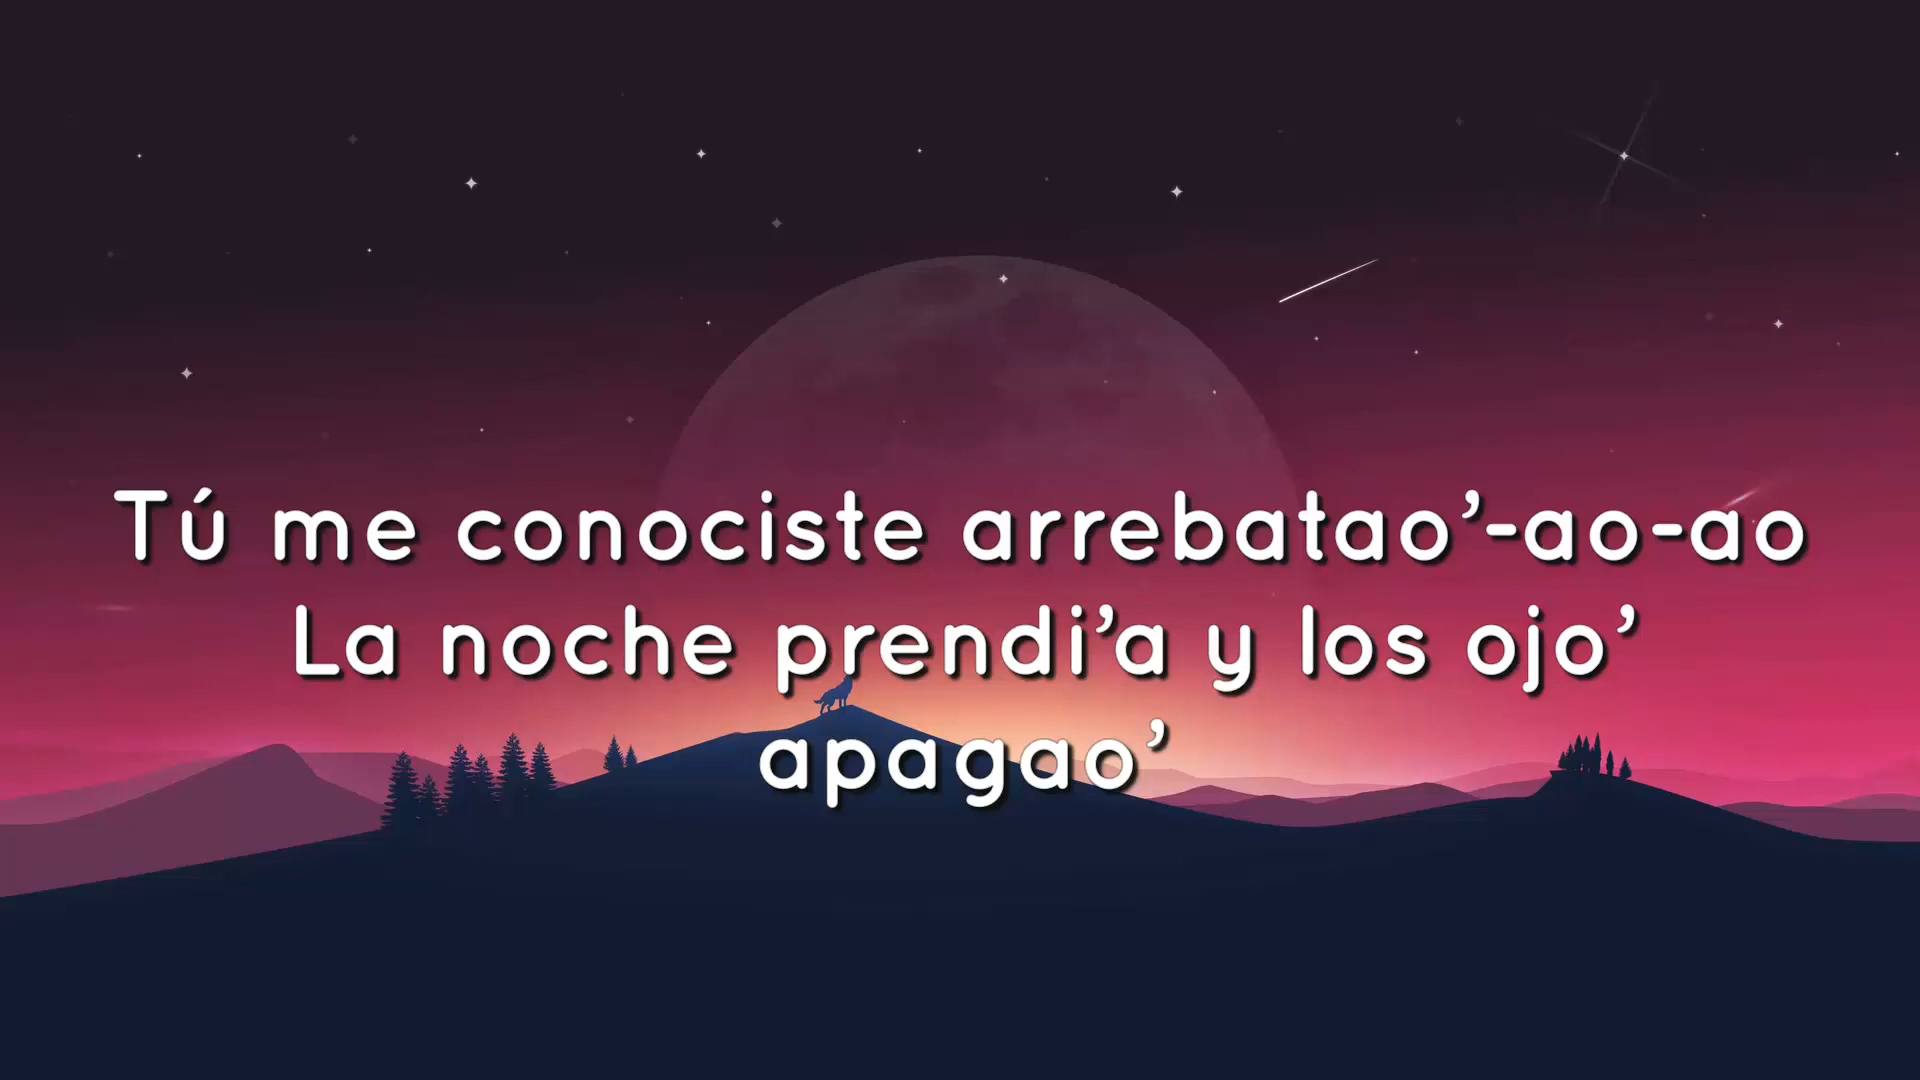 Tú me conociste arrebatao’-ao-ao
La noche prendi’a y los ojo’
apagao’